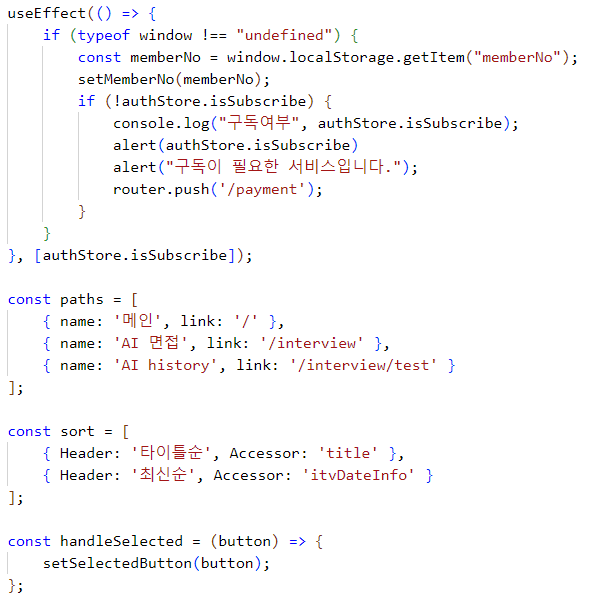 useEffect(() => {
if (typeof window !== "undefined") {
const memberNo = window.localStorage.getItem("memberNo");
setMemberNo(memberNo);
if (!authStore.isSubscribe) {
console.log("구독여부", authStore.isSubscribe);
alert(authStore.isSubscribe)
alert("구독이 필요한 서비스입니다.");
router.push('/payment');
}
}
}, [authStore.isSubscribe]);
const paths = [
{ name: '메인', link: '/' },
{ name: 'AI 면접', link: '/interview' },
{ name: 'AI history', link: '/interview/test' }
];
const sort = [
{ Header: '타이틀순', Accessor: 'title' },
{ Header: '최신순', Accessor: 'itvDateInfo' }
];
const handleSelected = (button) => {
setSelectedButton(button);
};